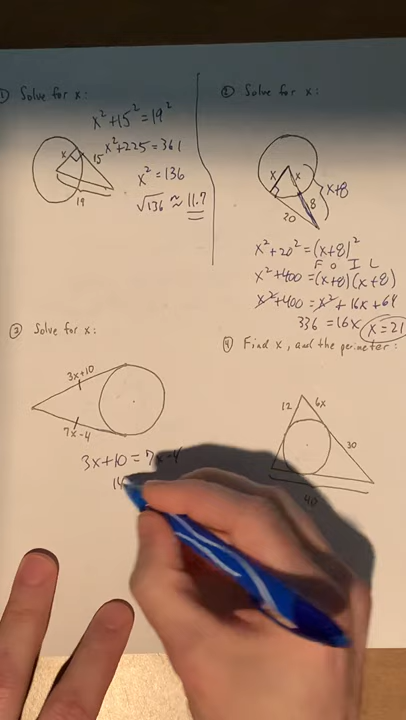 ① Solve for x:
x² + 15² = 19²
x² + 225 = 361
x² = 136
√136 ≈ 11.7
x
15
19
② Solve for x:
x
x
8
x+8
20
x² + 20² = (x+8)²
F O I L
x² + 400 = (x+8)(x+8)
x² + 400 = x² + 16x + 64
336 = 16x
x = 21
③ Solve for x:
3x+10
7x-4
3x+10 = 7x-4
14
④ Find x, and the perimeter:
12
6x
30
40